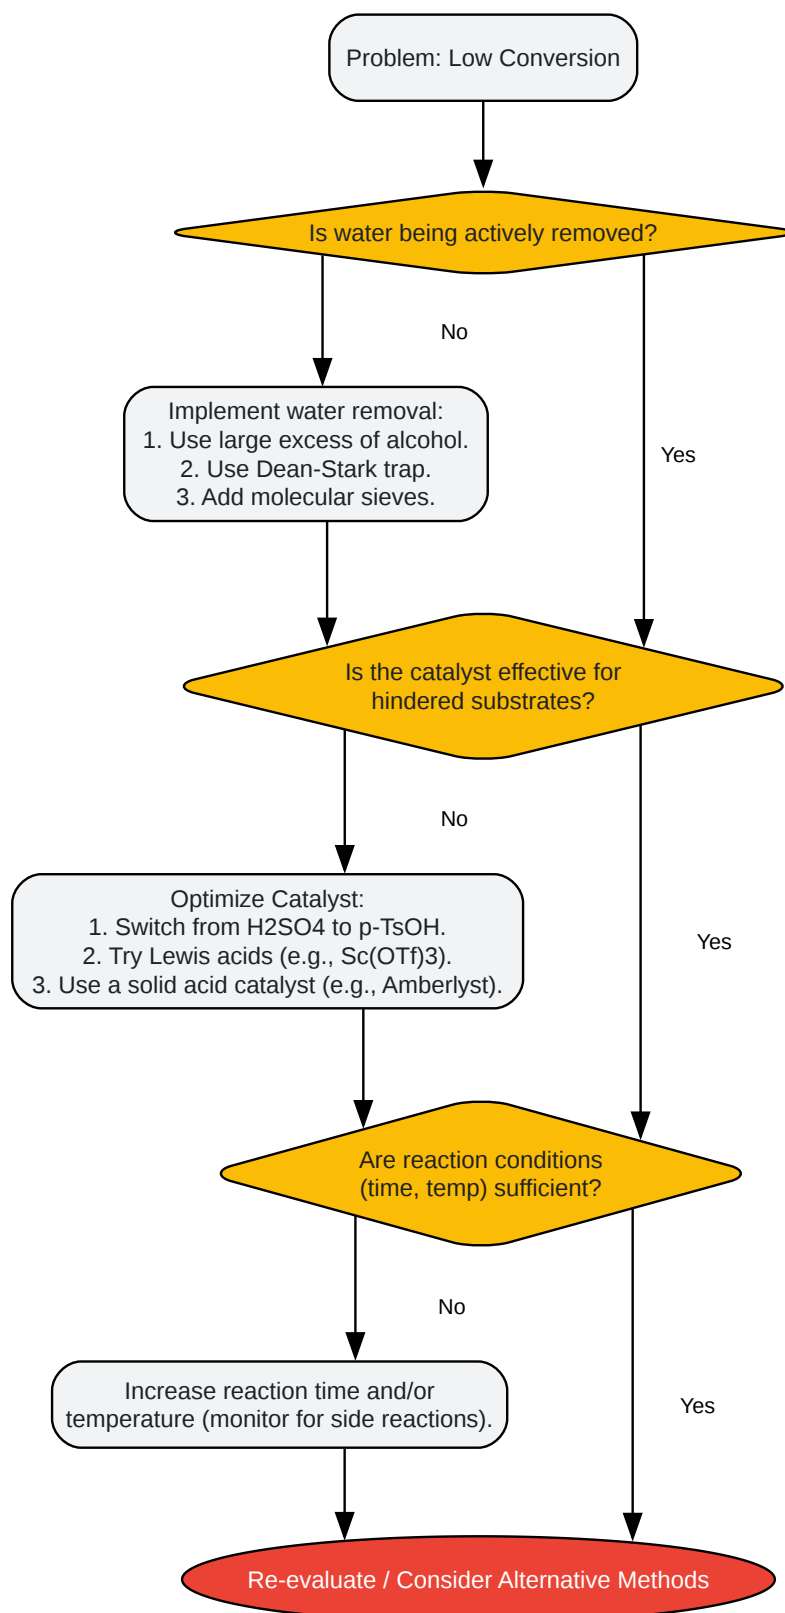 Problem: Low Conversion
Is water being actively removed?
No
Implement water removal:
1. Use large excess of alcohol.
2. Use Dean-Stark trap.
3. Add molecular sieves.
Yes
Is the catalyst effective for
hindered substrates?
No
Optimize Catalyst:
1. Switch from H2SO4 to p-TsOH.
2. Try Lewis acids (e.g., Sc(OTf)3).
3. Use a solid acid catalyst (e.g., Amberlyst).
Yes
Are reaction conditions
(time, temp) sufficient?
No
Increase reaction time and/or
temperature (monitor for side reactions).
Yes
Re-evaluate / Consider Alternative Methods